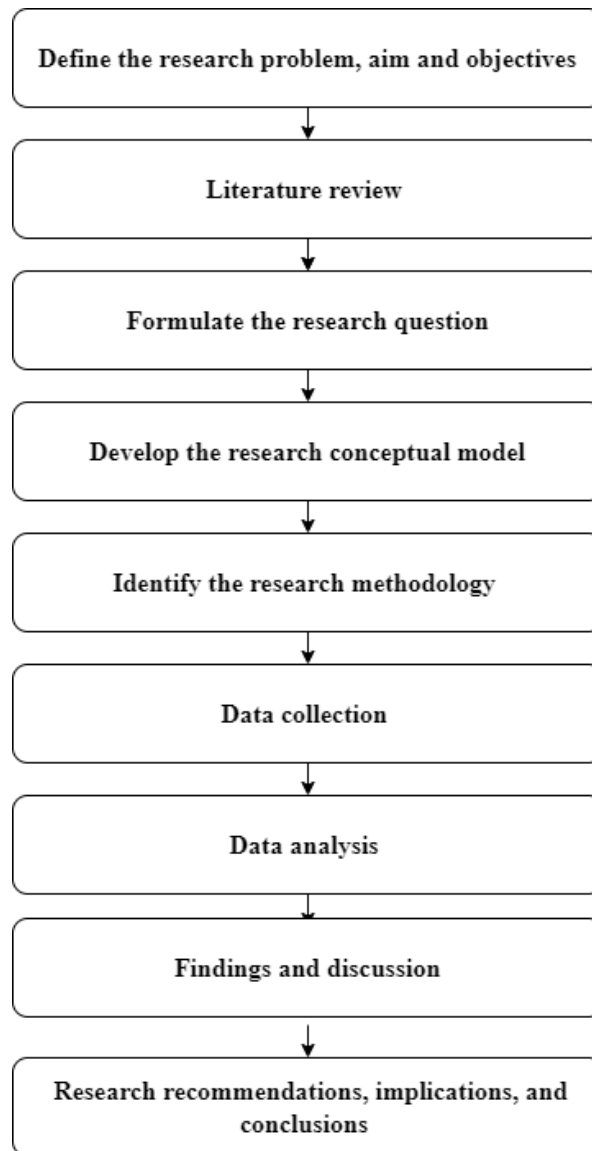 Define the research problem, aim and objectives
Literature review
Formulate the research question
Develop the research conceptual model
Identify the research methodology
Data collection
Data analysis
Findings and discussion
Research recommendations, implications, and
conclusions